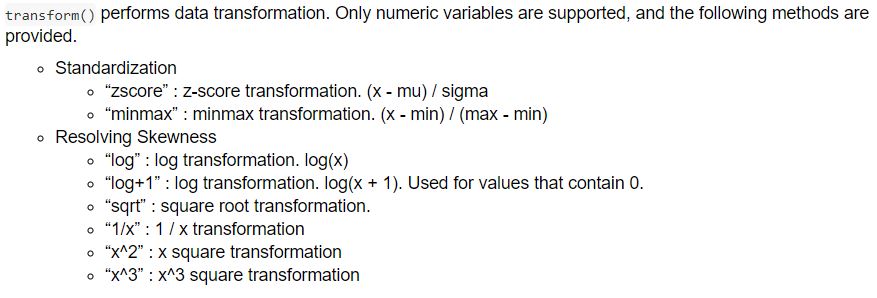 transform() performs data transformation. Only numeric variables are supported, and the following methods are
provided.
Standardization
“zscore” : z-score transformation. (x - mu) / sigma
“minmax” : minmax transformation. (x - min) / (max - min)
Resolving Skewness
“log” : log transformation. log(x)
“log+1” : log transformation. log(x + 1). Used for values that contain 0.
“sqrt” : square root transformation.
“1/x” : 1 / x transformation
“x^2” : x square transformation
“x^3” : x^3 square transformation